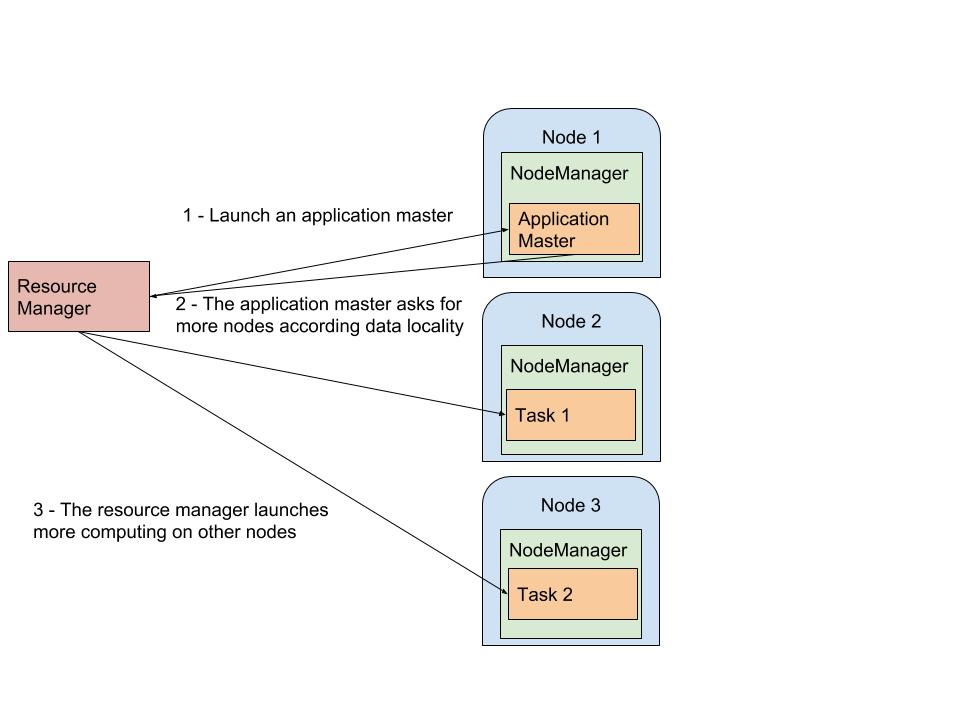 Node 1
NodeManager
Application
Master
1 - Launch an application master
Resource
Manager
2 - The application master asks for
more nodes according data locality
Node 2
NodeManager
Task 1
3 - The resource manager launches
more computing on other nodes
Node 3
NodeManager
Task 2